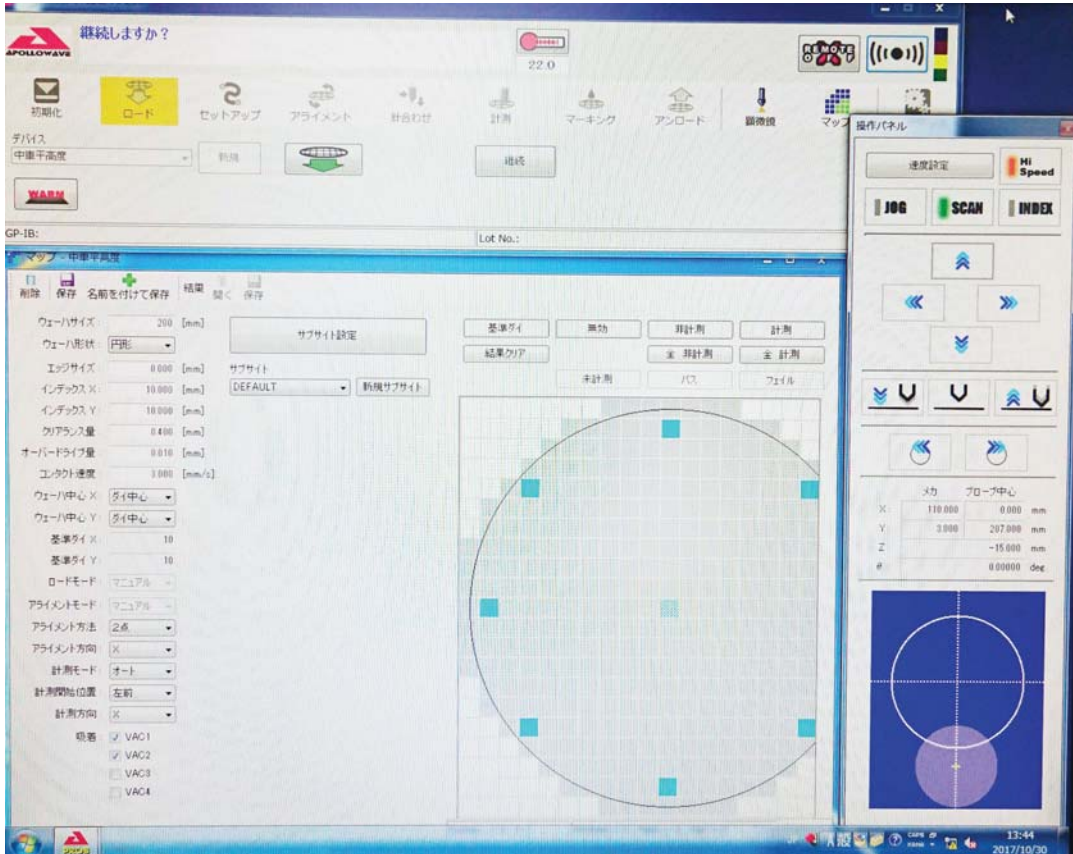 継続しますか？
APOLLOWAVE
22.0
REMOTE
初期化
ロード
セットアップ
アライメント
針合わせ
計測
マーキング
アンロード
顕微鏡
マップ
デバイス
中車平高度
新規
継続
WARN
GP-IB:
Lot No.:
マップ - 中車平高度
削除
保存
名前を付けて保存
結果
開く
保存
ウェーハサイズ: 200 [mm]
ウェーハ形状: 円形
エッジサイズ: 0.000 [mm]
インデックス X: 10.000 [mm]
インデックス Y: 10.000 [mm]
クリアランス量: 0.400 [mm]
オーバードライブ量: 0.010 [mm]
コンタクト速度: 3.000 [mm/s]
ウェーハ中心 X: ダイ中心
ウェーハ中心 Y: ダイ中心
基準ダイ X: 10
基準ダイ Y: 10
ロードモード: マニュアル
アライメントモード: マニュアル
アライメント方法: 2点
アライメント方向: X
計測モード: オート
計測開始位置: 左前
計測方向: X
吸着: VAC1
VAC2
VAC3
VAC4
サブサイト設定
サブサイト
DEFAULT
新規サブサイト
基準ダイ
無効
非計測
計測
結果クリア
全 非計測
全 計測
未計測
パス
フェイル
操作パネル
速度設定
Hi Speed
JOG
SCAN
INDEX
メカ
プローブ中心
X 110.000 0.000 mm
Y 3.000 207.000 mm
Z -15.000 mm
θ 0.00000 deg
JP
A 般
CAPS
KANA
13:44
2017/10/30